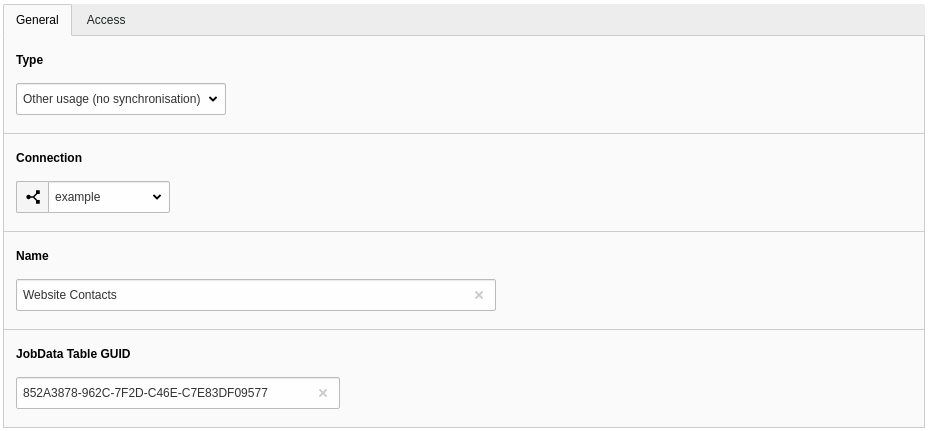 General Access
Type
Other usage (no synchronisation)
Connection
example
Name
Website Contacts
JobData Table GUID
852A3878-962C-7F2D-C46E-C7E83DF09577